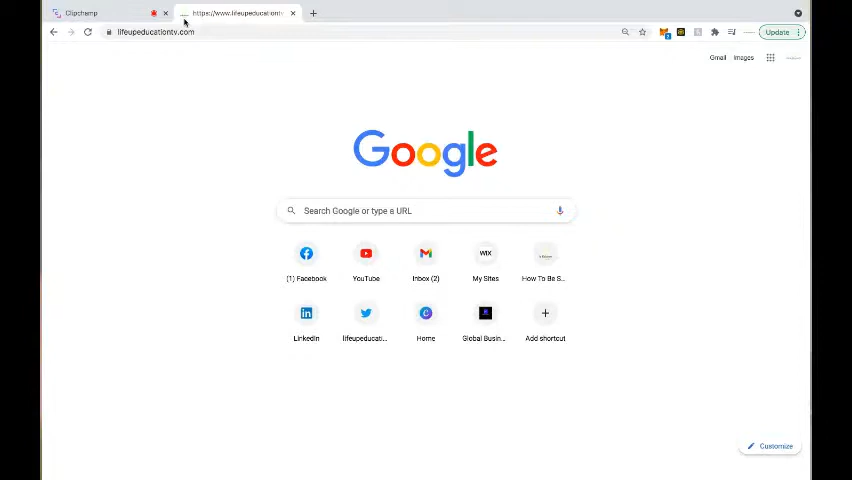 Clipchamp
https://www.lifeupeducationtv
lifeupeducationtv.com
Update
Gmail Images
Google
Search Google or type a URL
(1) Facebook YouTube Inbox (2) My Sites How To Be S...
WIX
LinkedIn lifeupeducati... Home Global Busin... Add shortcut
Customize